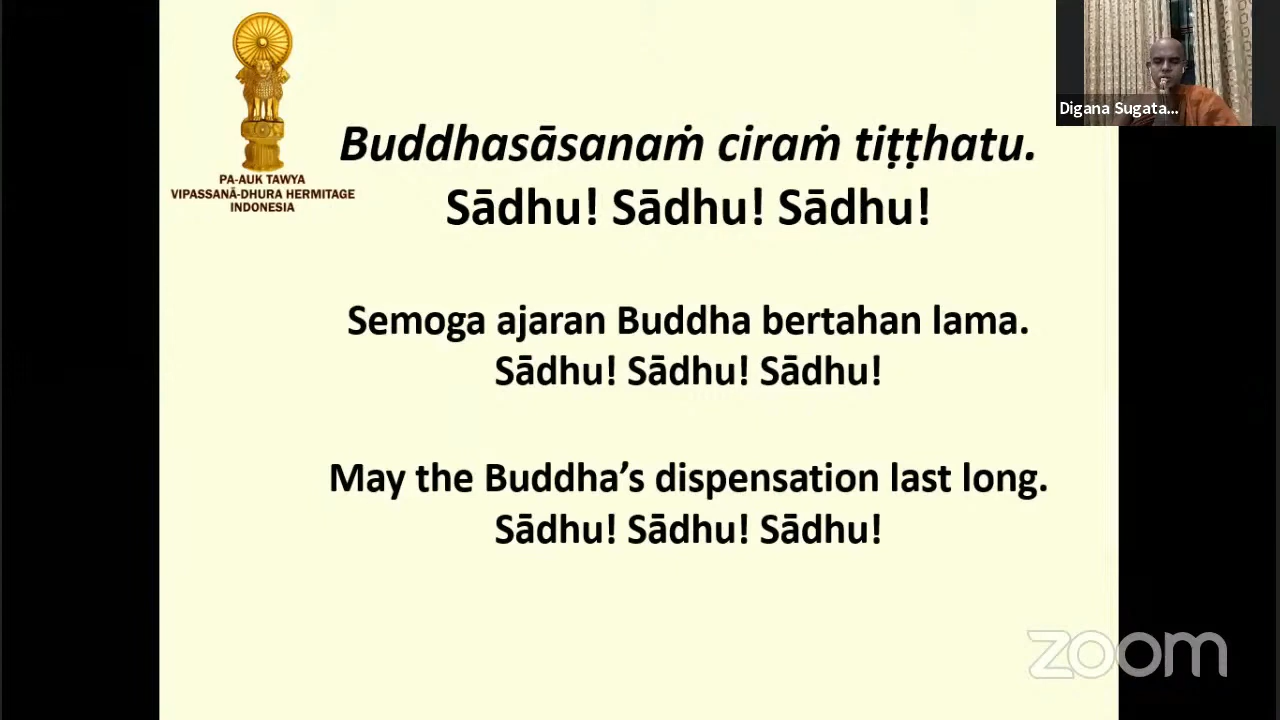 PA-AUK TAWYA
VIPASSANĀ-DHURA HERMITAGE
INDONESIA
Buddhasāsanaṁ ciraṁ tiṭṭhatu.
Sādhu! Sādhu! Sādhu!
Semoga ajaran Buddha bertahan lama.
Sādhu! Sādhu! Sādhu!
May the Buddha’s dispensation last long.
Sādhu! Sādhu! Sādhu!
Digana Sugata...
zoom